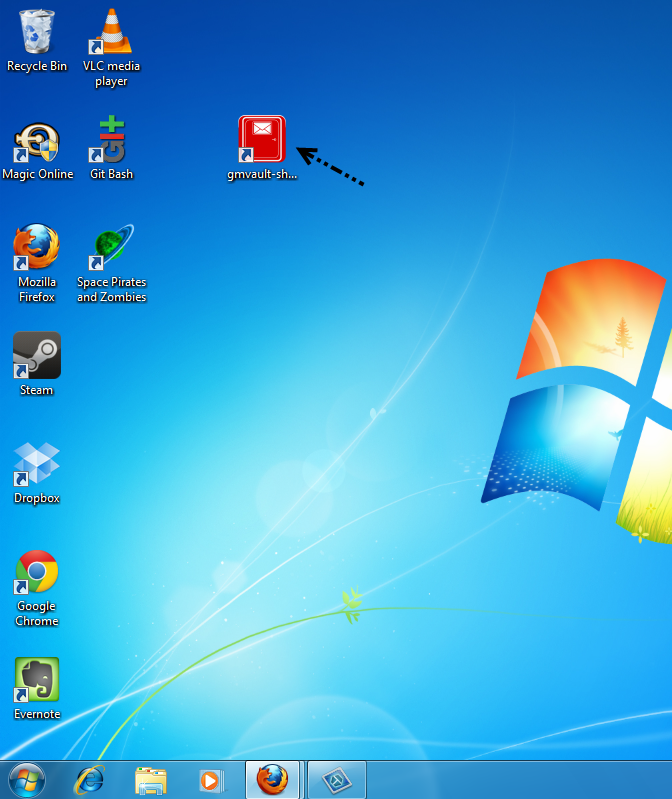 Recycle Bin
VLC media
player
Magic Online
Git Bash
GIT
gmvault-sh...
Mozilla
Firefox
Space Pirates
and Zombies
Steam
Dropbox
Google
Chrome
Evernote